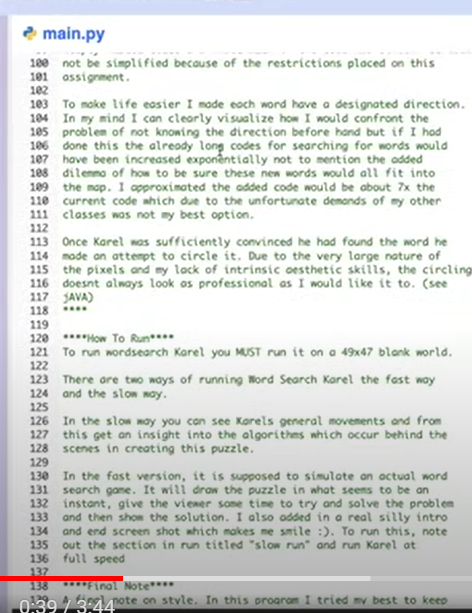 main.py
100 not be simplified because of the restrictions placed on this
101 assignment.
102
103 To make life easier I made each word have a designated direction.
104 In my mind I can clearly visualize how I would confront the
105 problem of not knowing the direction before hand but if I had
106 done this the already long codes for searching for words would
107 have been increased exponentially not to mention the added
108 dilemma of how to be sure these new words would all fit into
109 the map. I approximated the added code would be about 7x the
110 current code which due to the unfortunate demands of my other
111 classes was not my best option.
112
113 Once Karel was sufficiently convinced he had found the word he
114 made an attempt to circle it. Due to the very large nature of
115 the pixels and my lack of intrinsic aesthetic skills, the circling
116 doesnt always look as professional as I would like it to. (see
117 jAVA)
118 ****
119
120 ****How To Run****
121 To run wordsearch Karel you MUST run it on a 49x47 blank world.
122
123 There are two ways of running Word Search Karel the fast way
124 and the slow way.
125
126 In the slow way you can see Karels general movements and from
127 this get an insight into the algorithms which occur behind the
128 scenes in creating this puzzle.
129
130 In the fast version, it is supposed to simulate an actual word
131 search game. It will draw the puzzle in what seems to be an
132 instant, give the viewer some time to try and solve the problem
133 and then show the solution. I also added in a real silly intro
134 and end screen shot which makes me smile :). To run this, note
135 out the section in run titled "slow run" and run Karel at
136 full speed
137
138 ****Final Note****
139 A final note on style. In this program I tried my best to keep
0:39 / 3:44